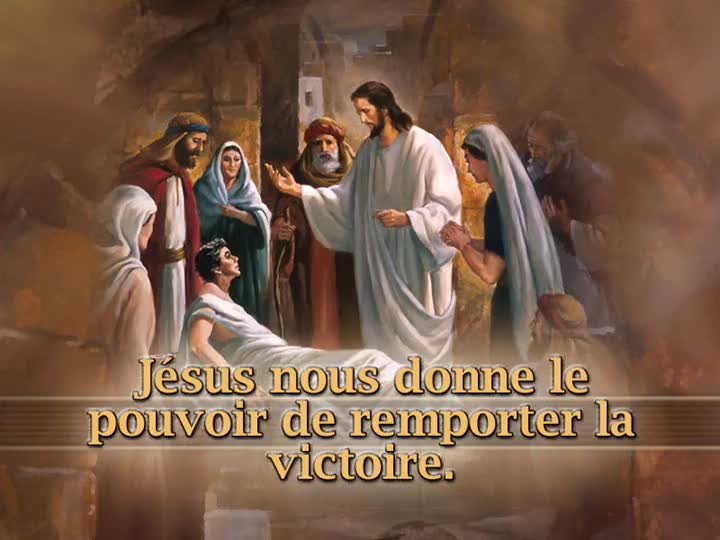 Jésus nous donne le
pouvoir de remporter la
victoire.